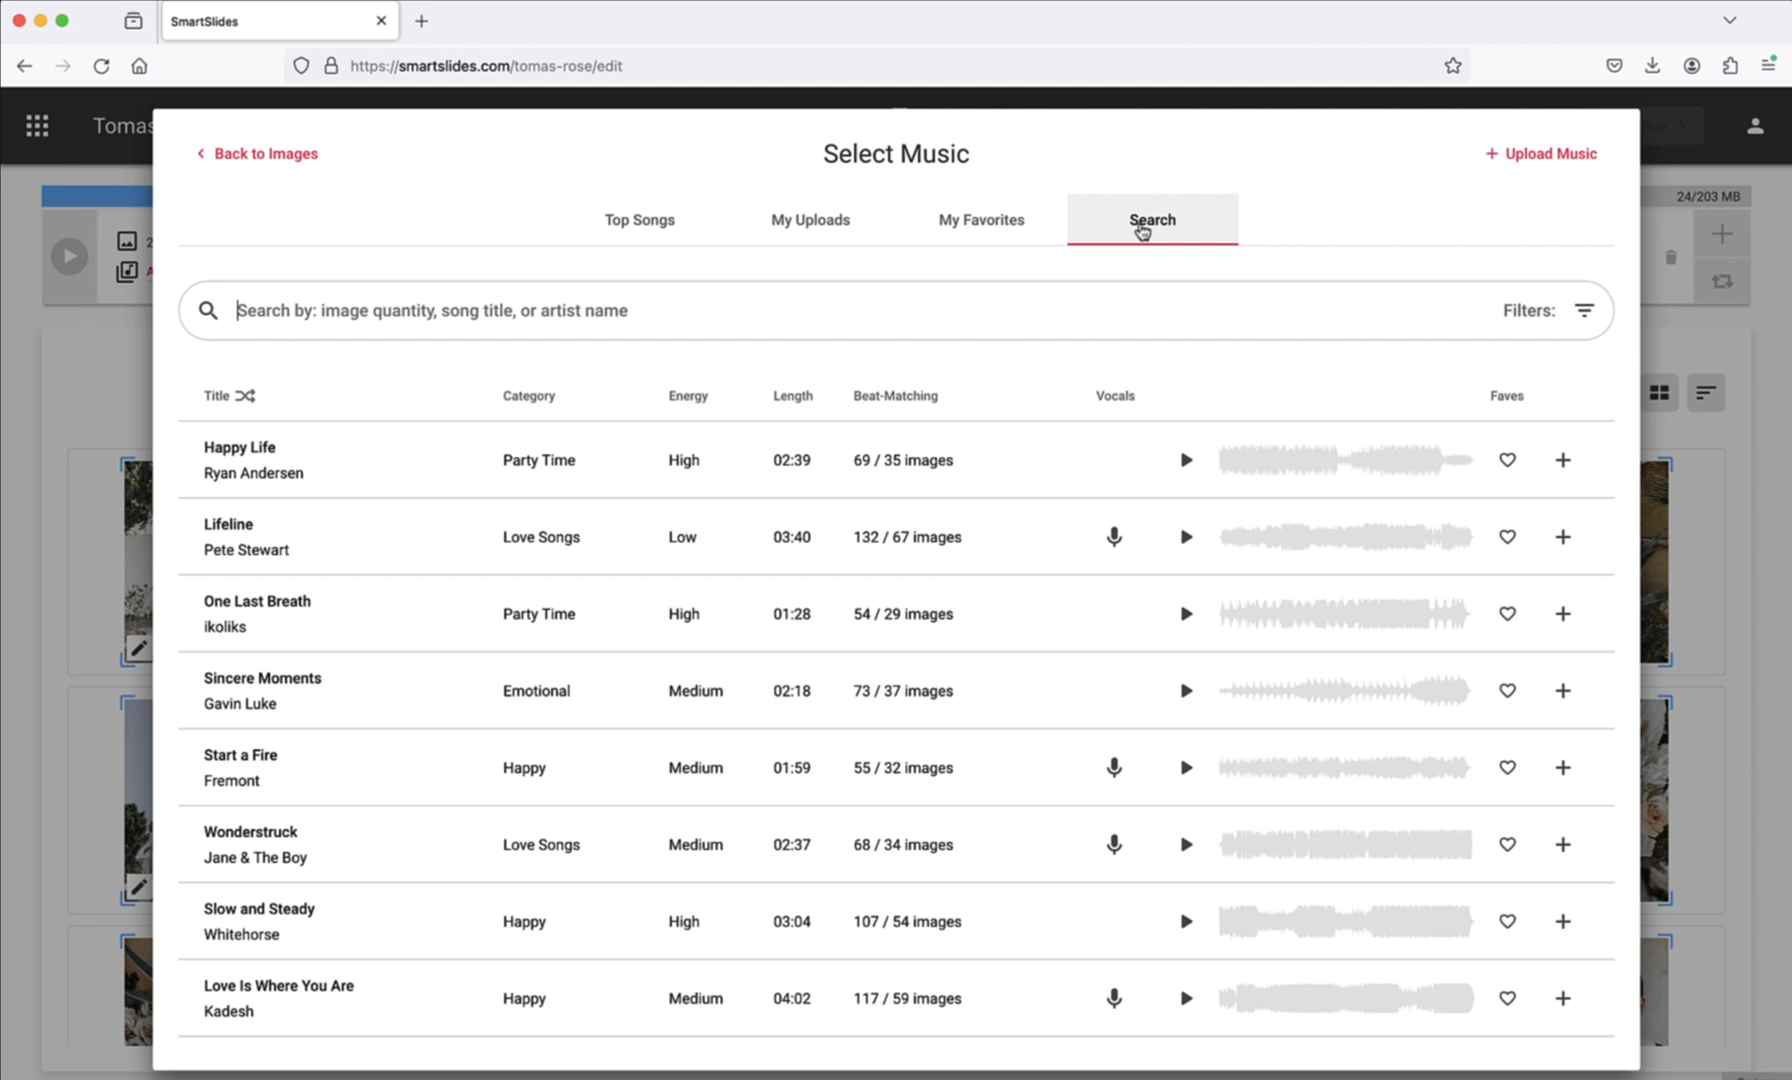 SmartSlides
https://smartslides.com/tomas-rose/edit
Tomas
Back to Images
Select Music
+ Upload Music
24/203 MB
Top Songs
My Uploads
My Favorites
Search
2
Search by: image quantity, song title, or artist name
Filters:
Title
Category
Energy
Length
Beat-Matching
Vocals
Faves
Happy Life
Ryan Andersen
Party Time
High
02:39
69 / 35 images
Lifeline
Pete Stewart
Love Songs
Low
03:40
132 / 67 images
One Last Breath
ikoliks
Party Time
High
01:28
54 / 29 images
Sincere Moments
Gavin Luke
Emotional
Medium
02:18
73 / 37 images
Start a Fire
Fremont
Happy
Medium
01:59
55 / 32 images
Wonderstruck
Jane & The Boy
Love Songs
Medium
02:37
68 / 34 images
Slow and Steady
Whitehorse
Happy
High
03:04
107 / 54 images
Love Is Where You Are
Kadesh
Happy
Medium
04:02
117 / 59 images